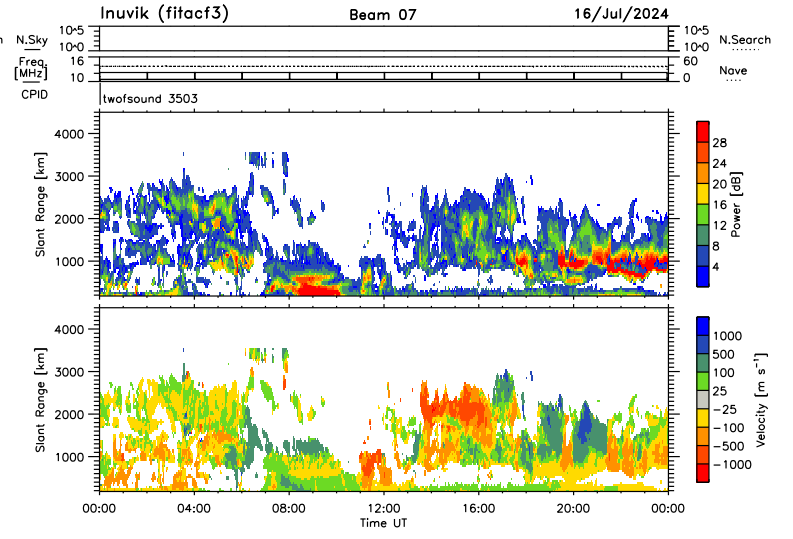 Inuvik (fitacf3) Beam 07 16/Jul/2024
10^5 10^5
n N.Sky N.Search
10^0 10^0
Freq. 16 60
[MHz] Nave
10 0
CPID
twofsound 3503
4000
3000
2000
1000
Slant Range [km]
28
24
20
16
12
8
4
Power [dB]
4000
3000
2000
1000
Slant Range [km]
1000
500
100
25
-25
-100
-500
-1000
Velocity [m s⁻¹]
00:00 04:00 08:00 12:00 16:00 20:00 00:00
Time UT